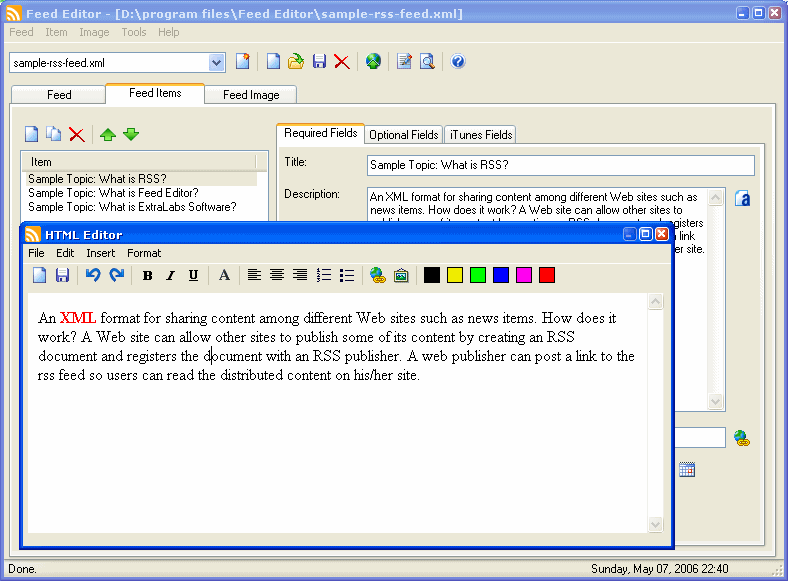 Feed Editor - [D:\program files\Feed Editor\sample-rss-feed.xml]
Feed Item Image Tools Help
sample-rss-feed.xml
Feed Feed Items Feed Image
Required Fields Optional Fields iTunes Fields
Item
Title: Sample Topic: What is RSS?
Sample Topic: What is RSS?
Sample Topic: What is Feed Editor?
Sample Topic: What is ExtraLabs Software?
Description: An XML format for sharing content among different Web sites such as
news items. How does it work? A Web site can allow other sites to
registers
link
her site.
HTML Editor
File Edit Insert Format
B I U A
An XML format for sharing content among different Web sites such as news items. How does it
work? A Web site can allow other sites to publish some of its content by creating an RSS
document and registers the document with an RSS publisher. A web publisher can post a link to the
rss feed so users can read the distributed content on his/her site.
Done. Sunday, May 07, 2006 22:40